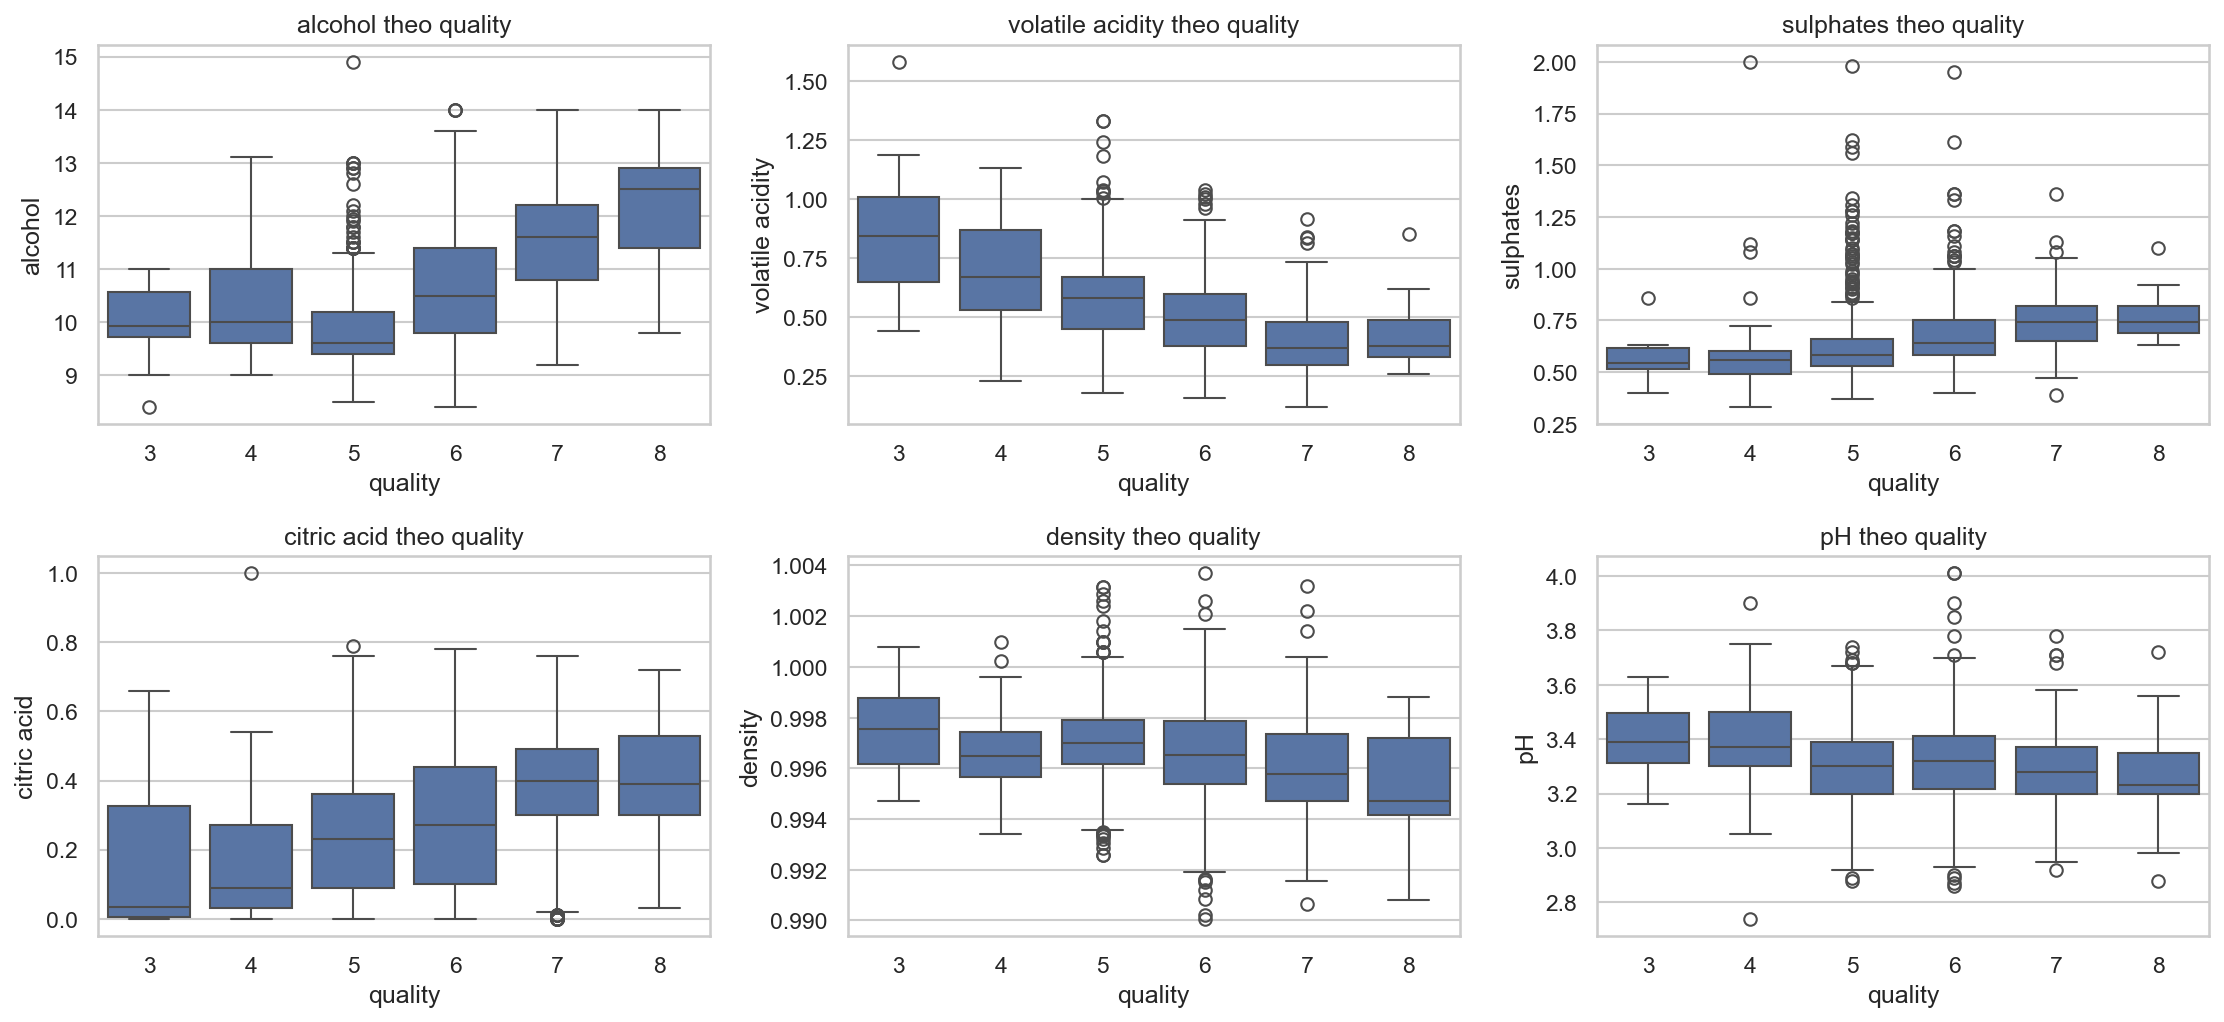 alcohol theo quality
15
14
13
12
11
10
9
alcohol
3 4 5 6 7 8
quality
volatile acidity theo quality
1.50
1.25
1.00
0.75
0.50
0.25
volatile acidity
3 4 5 6 7 8
quality
sulphates theo quality
2.00
1.75
1.50
1.25
1.00
0.75
0.50
0.25
sulphates
3 4 5 6 7 8
quality
citric acid theo quality
1.0
0.8
0.6
0.4
0.2
0.0
citric acid
3 4 5 6 7 8
quality
density theo quality
1.004
1.002
1.000
0.998
0.996
0.994
0.992
0.990
density
3 4 5 6 7 8
quality
pH theo quality
4.0
3.8
3.6
3.4
3.2
3.0
2.8
pH
3 4 5 6 7 8
quality